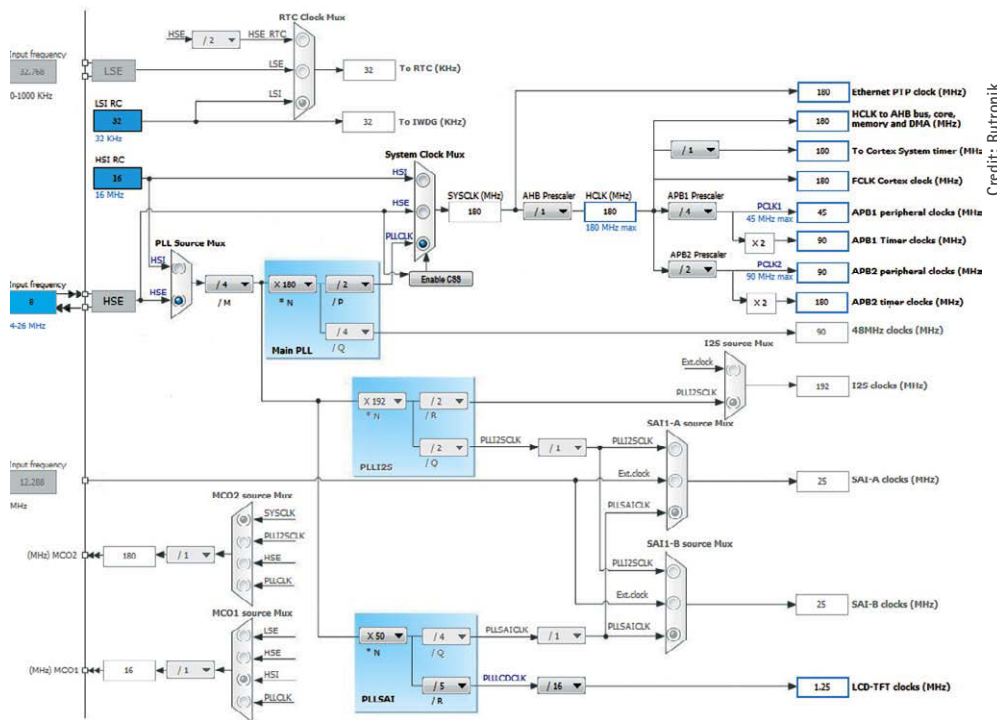 RTC Clock Mux
HSE
/ 2
HSE_RTC
Input frequency
32.768
LSE
LSE
32
To RTC (KHz)
0-1000 KHz
LSI RC
LSI
32
32 KHz
32
To IWDG (KHz)
180
Ethernet PTP clock (MHz)
180
HCLK to AHB bus, core,
memory and DMA (MHz)
HSI RC
16
16 MHz
System Clock Mux
HSI
HSE
PLLCLK
Enable CSS
SYSCLK (MHz)
180
AHB Prescaler
/ 1
HCLK (MHz)
180
180 MHz max
/ 1
180
To Cortex System timer (MHz
180
FCLK Cortex clock (MHz)
APB1 Prescaler
/ 4
PCLK1
45 MHz max
45
APB1 peripheral clocks (MHz)
X 2
90
APB1 Timer clocks (MHz)
APB2 Prescaler
/ 2
PCLK2
90 MHz max
90
APB2 peripheral clocks (MHz)
X 2
180
APB2 timer clocks (MHz)
Credit: Rutronik
PLL Source Mux
HSI
HSE
Input frequency
8
HSE
4-26 MHz
/ 4
/ M
X 180
* N
/ 2
/ P
/ 4
/ Q
Main PLL
90
48MHz clocks (MHz)
I2S source Mux
Ext.clock
PLLI2SCLK
192
I2S clocks (MHz)
X 192
* N
/ 2
/ R
/ 2
/ Q
PLLI2S
PLLI2SCLK
/ 1
SAI1-A source Mux
PLLI2SCLK
Ext.clock
PLLSAICLK
25
SAI-A clocks (MHz)
Input frequency
12.288
MHz
MCO2 source Mux
SYSCLK
PLLI2SCLK
HSE
PLLCLK
(MHz) MCO2
180
/ 1
SAI1-B source Mux
PLLI2SCLK
Ext.clock
PLLSAICLK
25
SAI-B clocks (MHz)
MCO1 source Mux
LSE
HSE
HSI
PLLCLK
(MHz) MCO1
16
/ 1
X 50
* N
/ 4
/ Q
/ 5
/ R
PLLSAI
PLLSAICLK
/ 1
PLLLCDCLK
/ 16
1.25
LCD-TFT clocks (MHz)